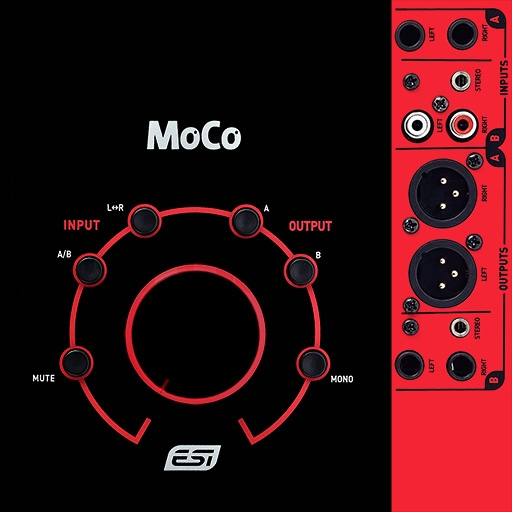 MoCo
L↔R
A
INPUT
OUTPUT
A/B
B
MUTE
MONO
ESI
LEFT
RIGHT
A
STEREO
INPUTS
LEFT
RIGHT
B
A
RIGHT
LEFT
OUTPUTS
STEREO
LEFT
RIGHT
B